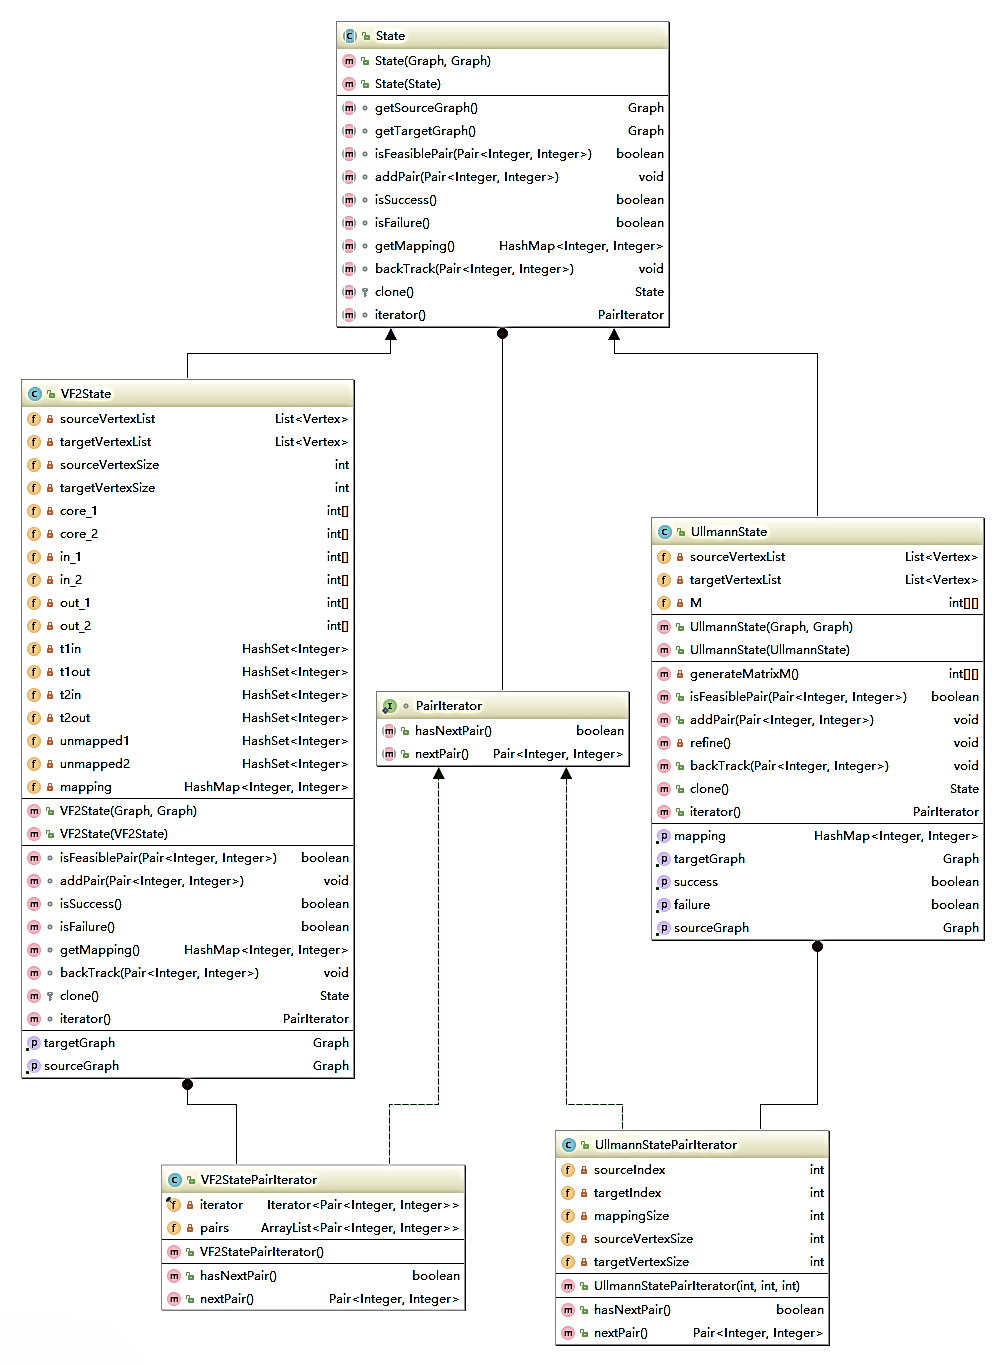 State
State(Graph, Graph)
State(State)
getSourceGraph() Graph
getTargetGraph() Graph
isFeasiblePair(Pair<Integer, Integer>) boolean
addPair(Pair<Integer, Integer>) void
isSuccess() boolean
isFailure() boolean
getMapping() HashMap<Integer, Integer>
backTrack(Pair<Integer, Integer>) void
clone() State
iterator() PairIterator
VF2State
sourceVertexList List<Vertex>
targetVertexList List<Vertex>
sourceVertexSize int
targetVertexSize int
core_1 int[]
core_2 int[]
in_1 int[]
in_2 int[]
out_1 int[]
out_2 int[]
t1in HashSet<Integer>
t1out HashSet<Integer>
t2in HashSet<Integer>
t2out HashSet<Integer>
unmapped1 HashSet<Integer>
unmapped2 HashSet<Integer>
mapping HashMap<Integer, Integer>
VF2State(Graph, Graph)
VF2State(VF2State)
isFeasiblePair(Pair<Integer, Integer>) boolean
addPair(Pair<Integer, Integer>) void
isSuccess() boolean
isFailure() boolean
getMapping() HashMap<Integer, Integer>
backTrack(Pair<Integer, Integer>) void
clone() State
iterator() PairIterator
targetGraph Graph
sourceGraph Graph
PairIterator
hasNextPair() boolean
nextPair() Pair<Integer, Integer>
UllmannState
sourceVertexList List<Vertex>
targetVertexList List<Vertex>
M int[][]
UllmannState(Graph, Graph)
UllmannState(UllmannState)
generateMatrixM() int[][]
isFeasiblePair(Pair<Integer, Integer>) boolean
addPair(Pair<Integer, Integer>) void
refine() void
backTrack(Pair<Integer, Integer>) void
clone() State
iterator() PairIterator
mapping HashMap<Integer, Integer>
targetGraph Graph
success boolean
failure boolean
sourceGraph Graph
VF2StatePairIterator
iterator Iterator<Pair<Integer, Integer>>
pairs ArrayList<Pair<Integer, Integer>>
VF2StatePairIterator()
hasNextPair() boolean
nextPair() Pair<Integer, Integer>
UllmannStatePairIterator
sourceIndex int
targetIndex int
mappingSize int
sourceVertexSize int
targetVertexSize int
UllmannStatePairIterator(int, int, int)
hasNextPair() boolean
nextPair() Pair<Integer, Integer>